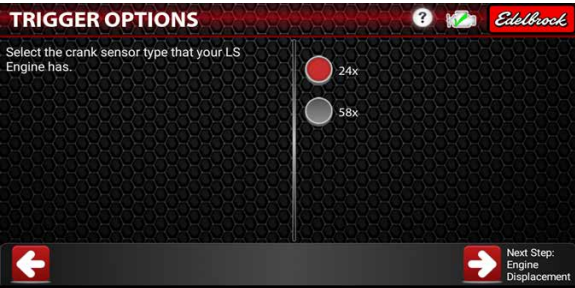 TRIGGER OPTIONS
?
Edelbrock
Select the crank sensor type that your LS
Engine has.
24x
58x
Next Step:
Engine
Displacement